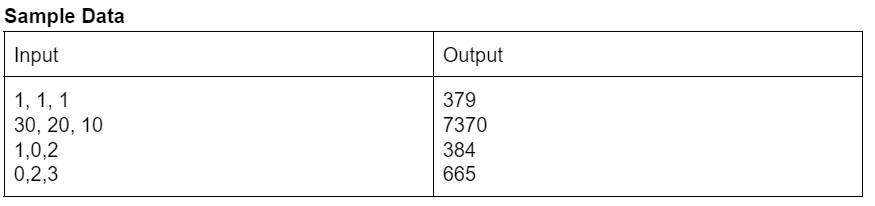 Sample Data
Input Output
1, 1, 1 379
30, 20, 10 7370
1,0,2 384
0,2,3 665